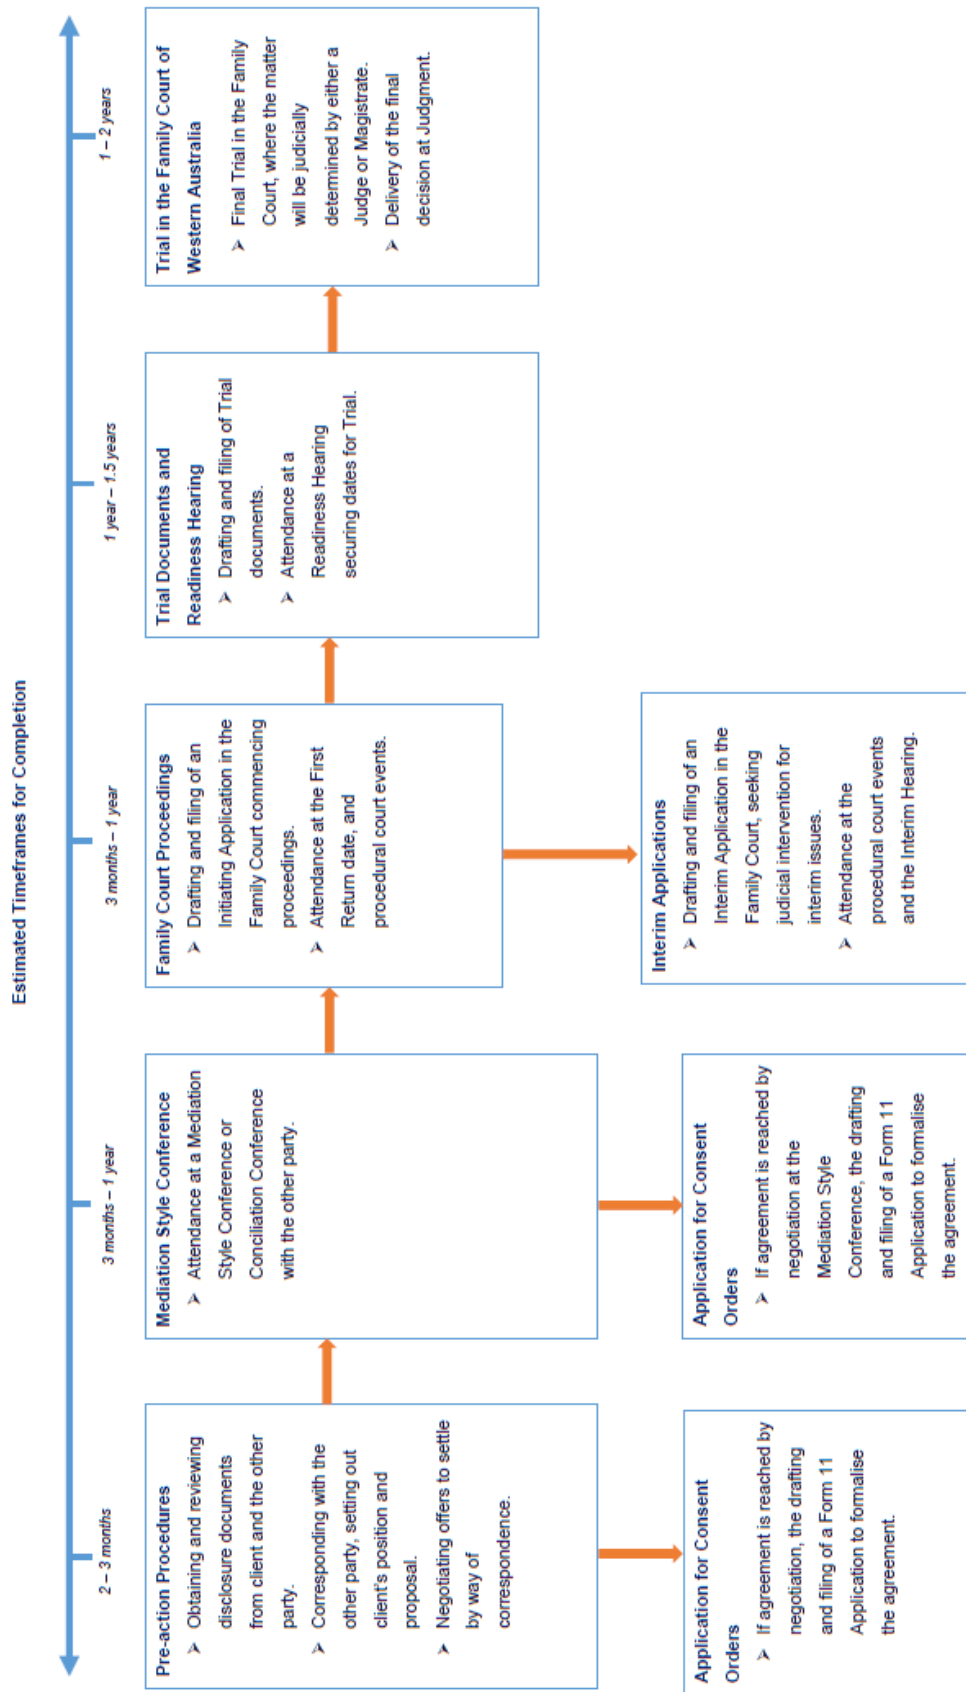 Estimated Timeframes for Completion
2 – 3 months
3 months – 1 year
3 months – 1 year
1 year – 1.5 years
1 – 2 years
Pre-action Procedures
➢ Obtaining and reviewing
disclosure documents
from client and the other
party.
➢ Corresponding with the
other party, setting out
client's position and
proposal.
➢ Negotiating offers to settle
by way of
correspondence.
Mediation Style Conference
➢ Attendance at a Mediation
Style Conference or
Conciliation Conference
with the other party.
Family Court Proceedings
➢ Drafting and filing of an
Initiating Application in the
Family Court commencing
proceedings.
➢ Attendance at the First
Return date, and
procedural court events.
Trial Documents and
Readiness Hearing
➢ Drafting and filing of Trial
documents.
➢ Attendance at a
Readiness Hearing
securing dates for Trial.
Trial in the Family Court of
Western Australia
➢ Final Trial in the Family
Court, where the matter
will be judicially
determined by either a
Judge or Magistrate.
➢ Delivery of the final
decision at Judgment.
Application for Consent
Orders
➢ If agreement is reached by
negotiation, the drafting
and filing of a Form 11
Application to formalise
the agreement.
Application for Consent
Orders
➢ If agreement is reached by
negotiation at the
Mediation Style
Conference, the drafting
and filing of a Form 11
Application to formalise
the agreement.
Interim Applications
➢ Drafting and filing of an
Interim Application in the
Family Court, seeking
judicial intervention for
interim issues.
➢ Attendance at the
procedural court events
and the Interim Hearing.